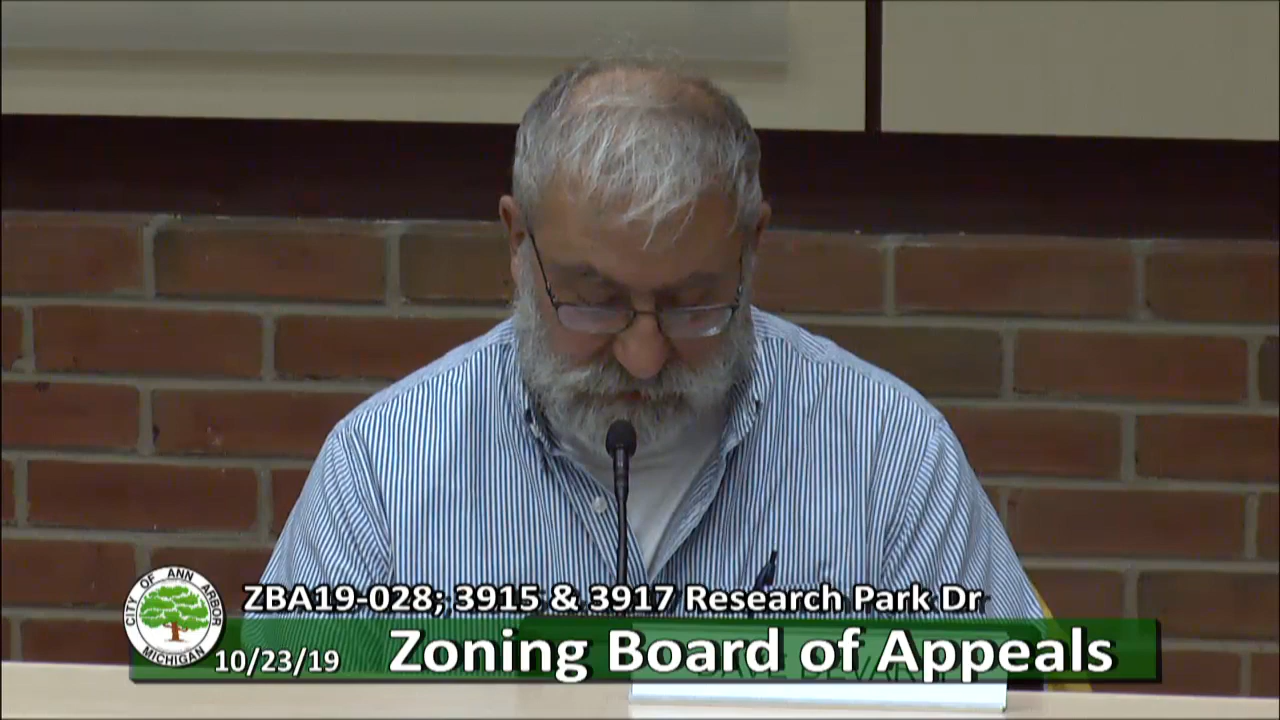 ZBA19-028; 3915 & 3917 Research Park Dr
CITY OF ANN ARBOR
MICHIGAN
10/23/19
Zoning Board of Appeals